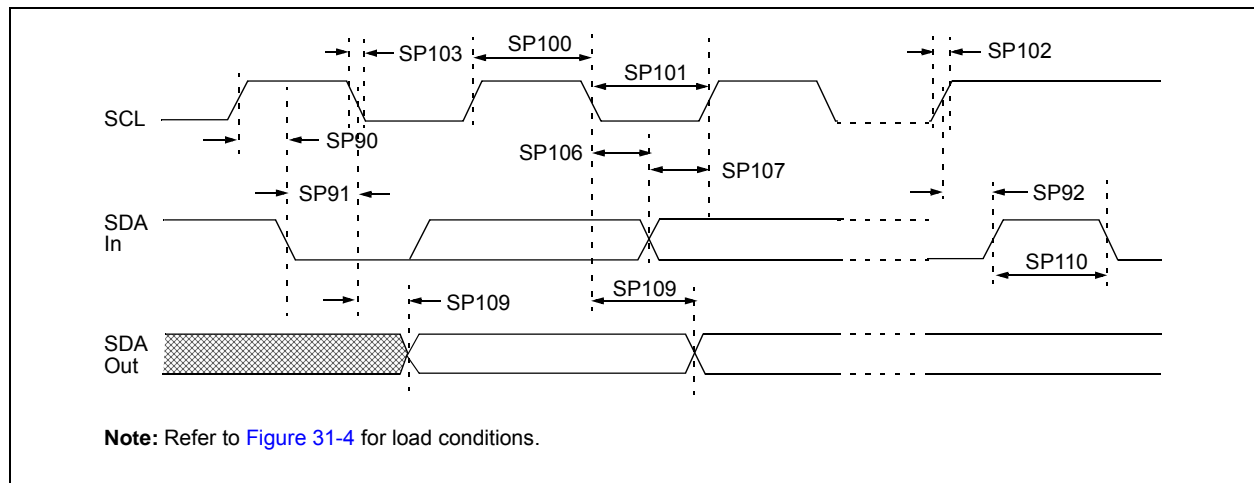 SP103
SP100
SP101
SP102
SCL
SP90
SP106
SP107
SP91
SP92
SDA
In
SP110
SP109
SP109
SDA
Out
Note: Refer to Figure 31-4 for load conditions.